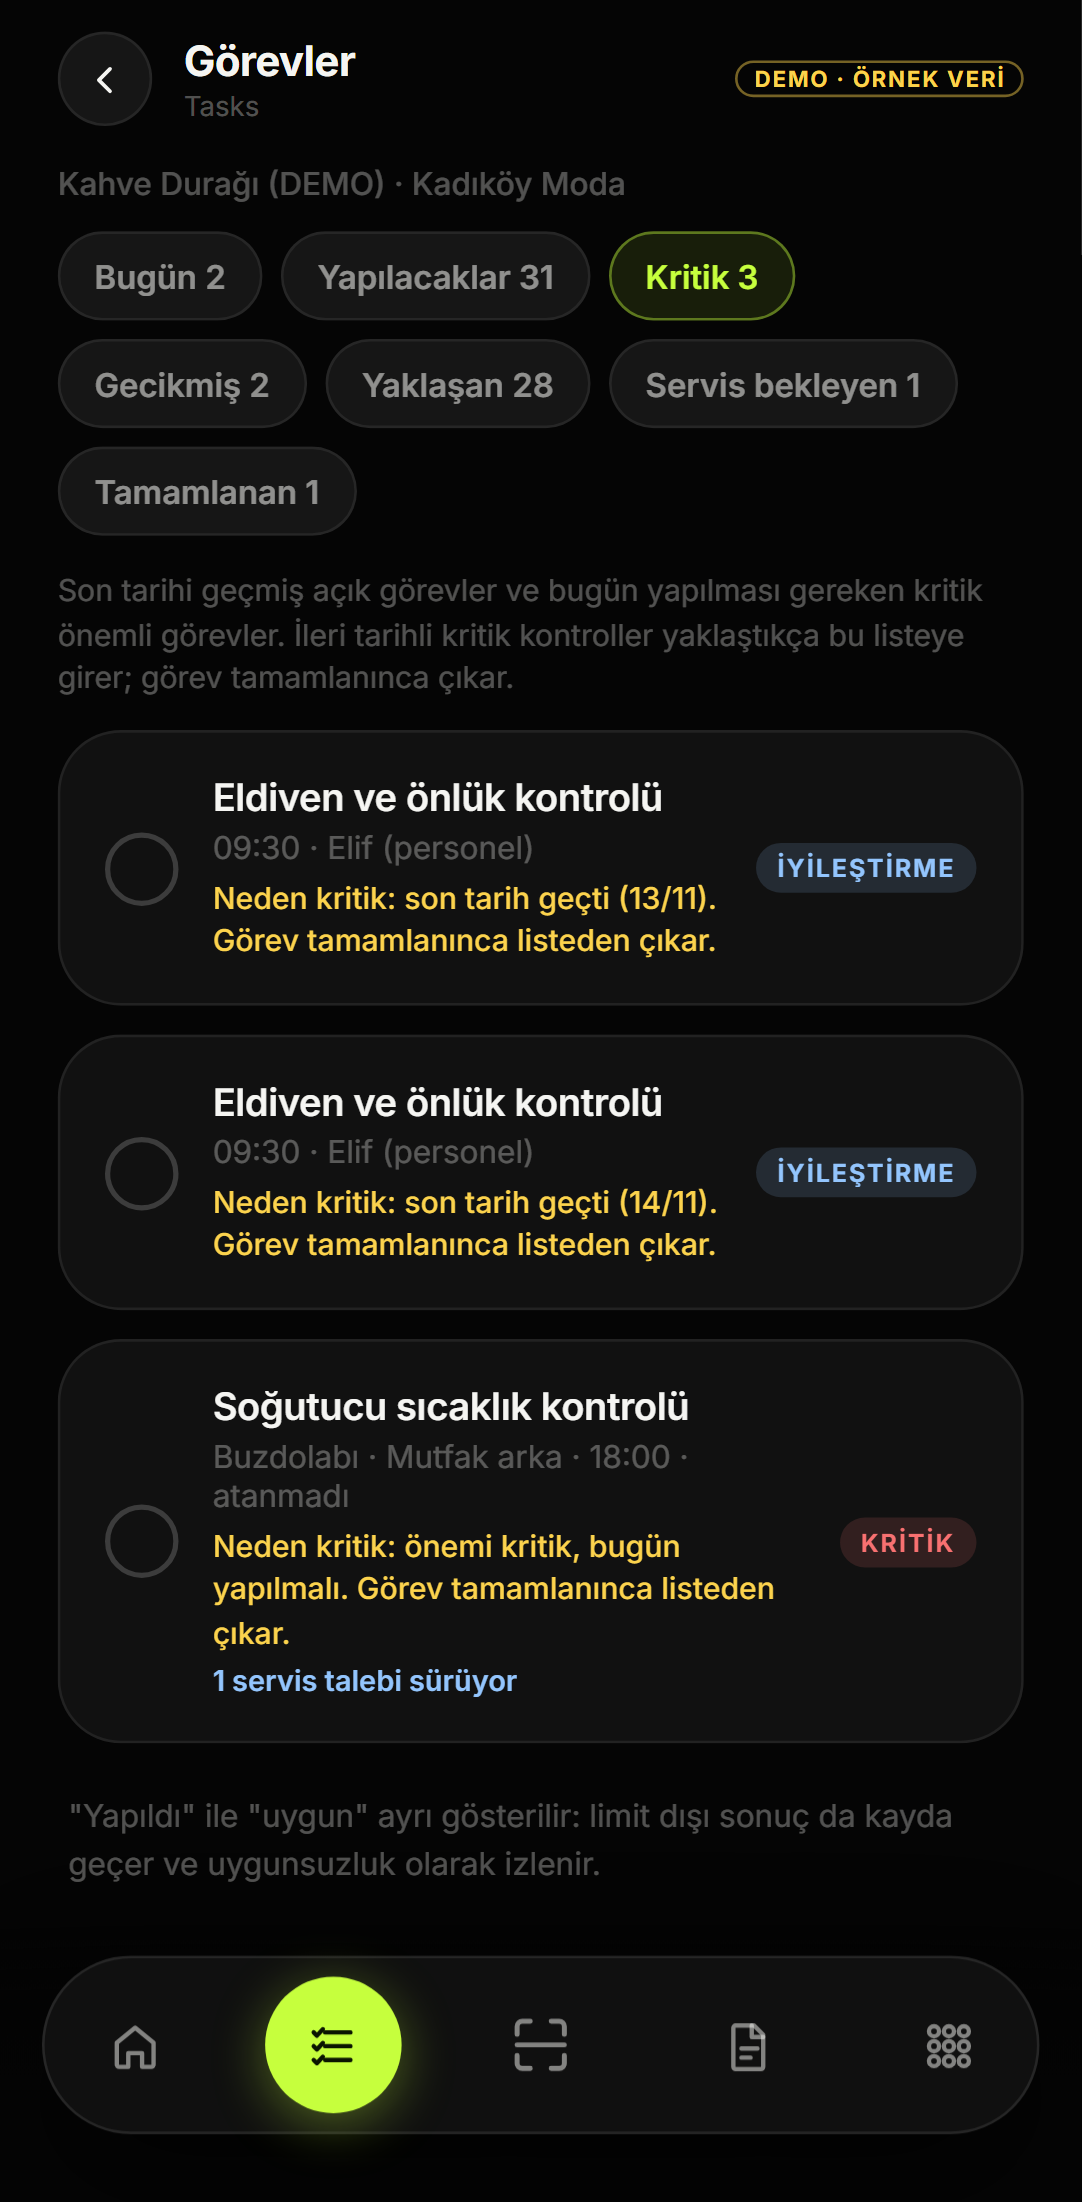 Görevler
Tasks
DEMO · ÖRNEK VERİ
Kahve Durağı (DEMO) · Kadıköy Moda
Bugün 2
Yapılacaklar 31
Kritik 3
Gecikmiş 2
Yaklaşan 28
Servis bekleyen 1
Tamamlanan 1
Son tarihi geçmiş açık görevler ve bugün yapılması gereken kritik
önemli görevler. İleri tarihli kritik kontroller yaklaştıkça bu listeye
girer; görev tamamlanınca çıkar.
Eldiven ve önlük kontrolü
09:30 · Elif (personel)
Neden kritik: son tarih geçti (13/11).
Görev tamamlanınca listeden çıkar.
İYİLEŞTİRME
Eldiven ve önlük kontrolü
09:30 · Elif (personel)
Neden kritik: son tarih geçti (14/11).
Görev tamamlanınca listeden çıkar.
İYİLEŞTİRME
Soğutucu sıcaklık kontrolü
Buzdolabı · Mutfak arka · 18:00 ·
atanmadı
Neden kritik: önemi kritik, bugün
yapılmalı. Görev tamamlanınca listeden
çıkar.
1 servis talebi sürüyor
KRİTİK
"Yapıldı" ile "uygun" ayrı gösterilir: limit dışı sonuç da kayda
geçer ve uygunsuzluk olarak izlenir.